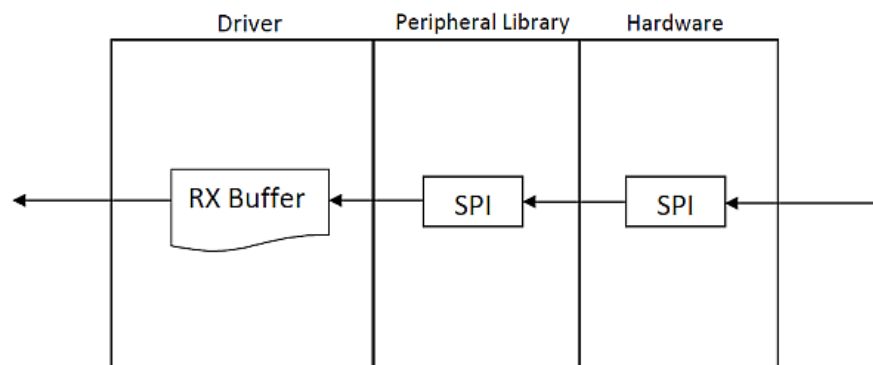 Driver
Peripheral Library
Hardware
RX Buffer
SPI
SPI